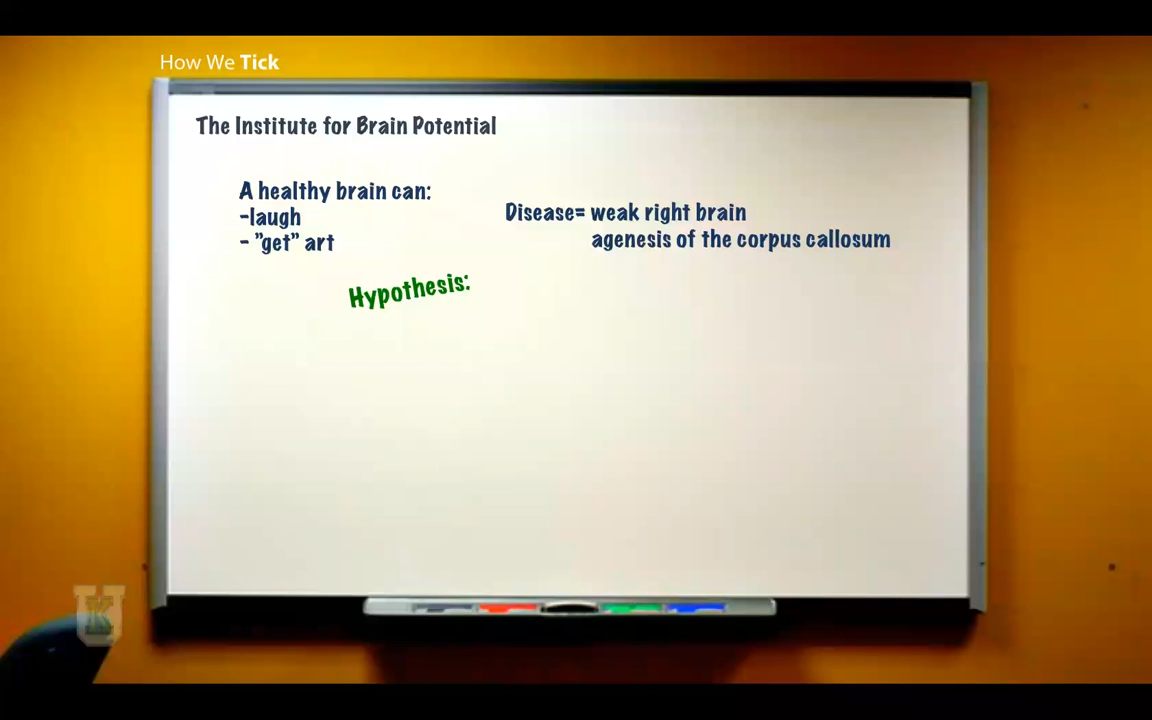 How We Tick
The Institute for Brain Potential
A healthy brain can:
-laugh
- "get" art
Disease= weak right brain
agenesis of the corpus callosum
Hypothesis: